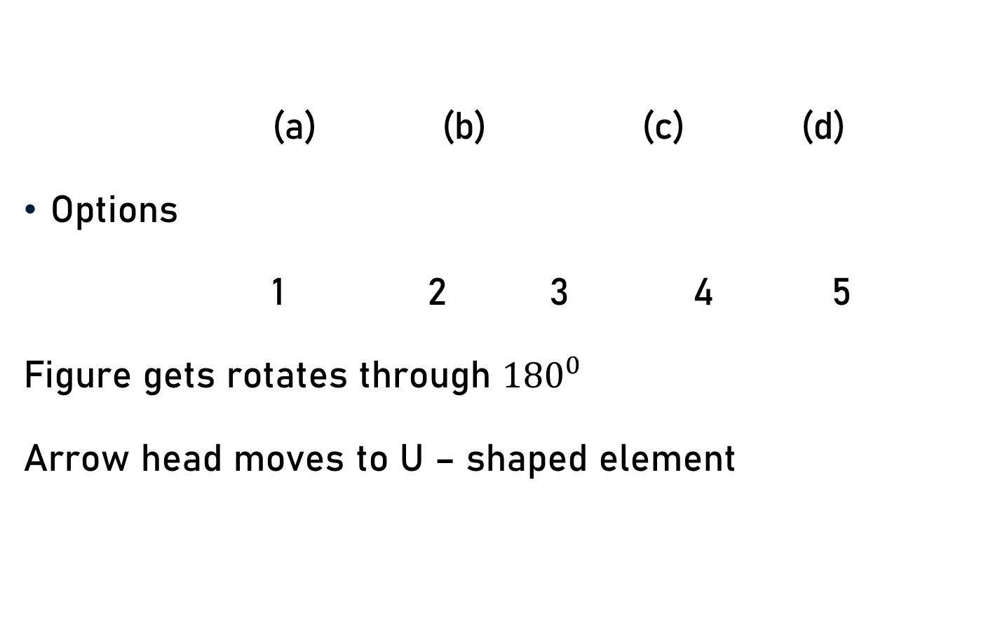 (a) (b) (c) (d)
• Options
1 2 3 4 5
Figure gets rotates through 180⁰
Arrow head moves to U – shaped element